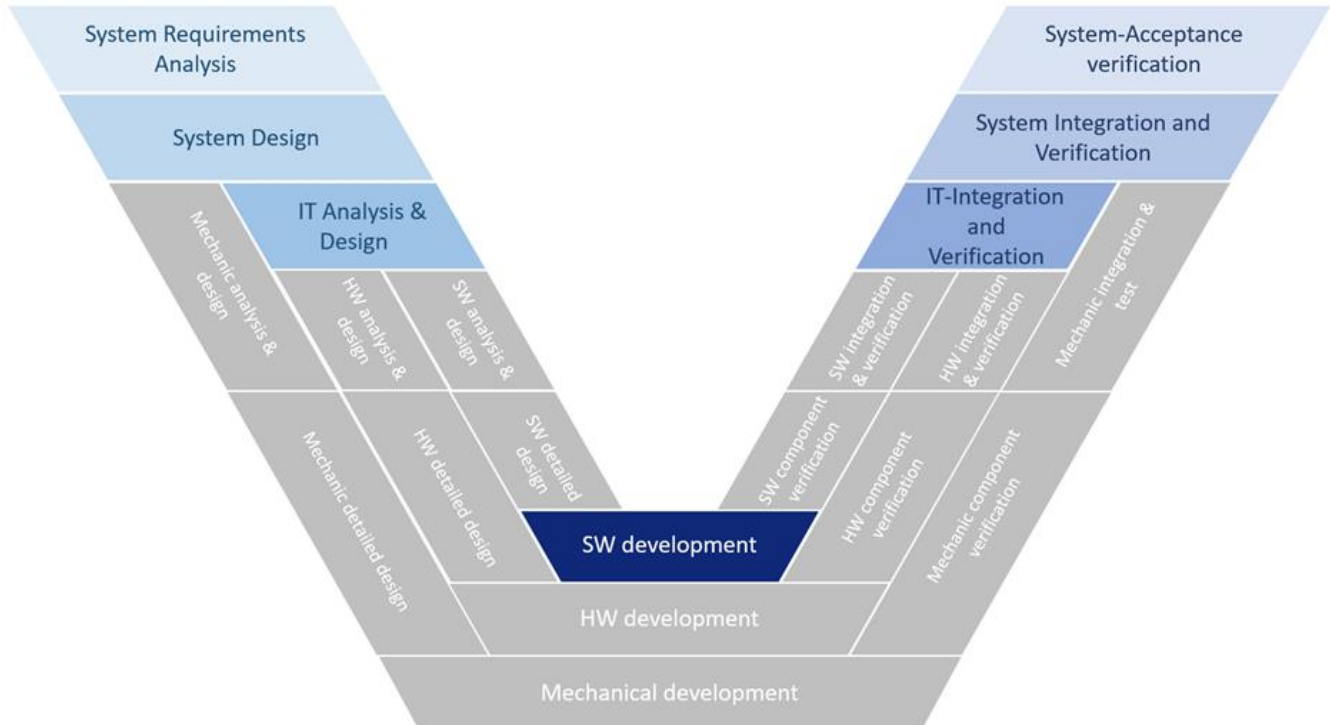 System Requirements
Analysis
System-Acceptance
verification
System Design
System Integration and
Verification
IT Analysis &
Design
IT-Integration
and
Verification
Mechanic analysis &
design
HW analysis &
design
SW analysis &
design
SW integration
& verification
HW integration
& verification
Mechanic integration &
test
Mechanic detailed design
HW detailed design
SW detailed
design
SW component
verification
HW component
verification
Mechanic component
verification
SW development
HW development
Mechanical development